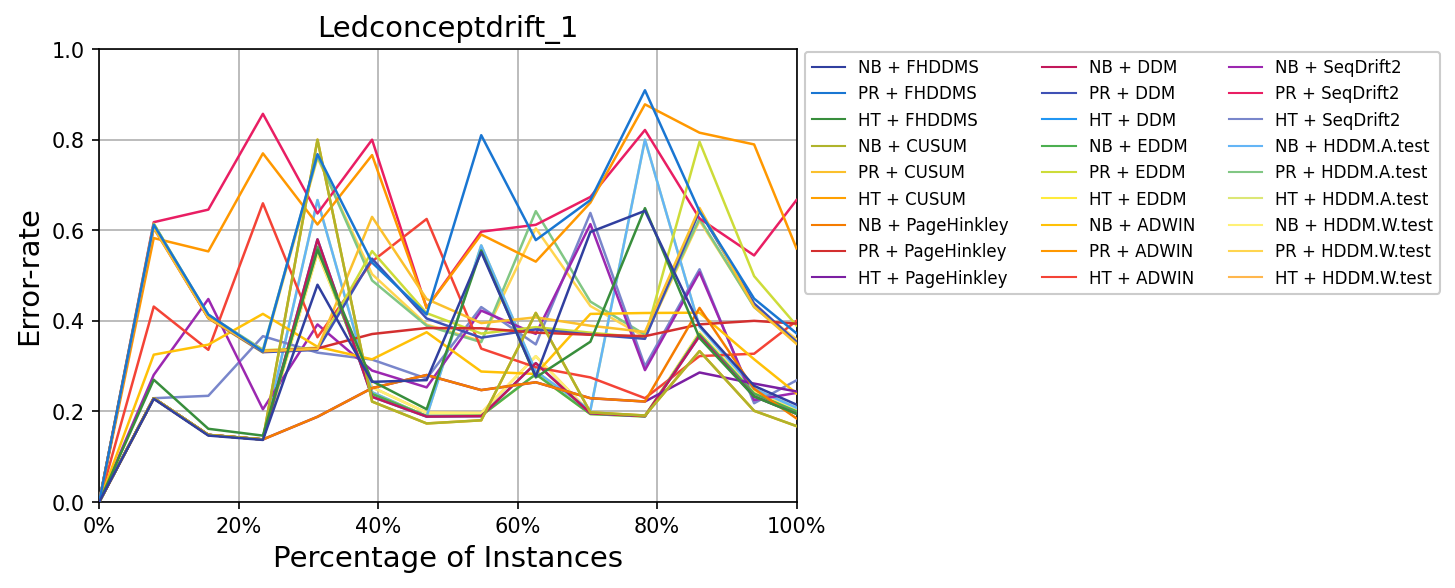 Ledconceptdrift_1
Error-rate
1.0
0.8
0.6
0.4
0.2
0.0
0% 20% 40% 60% 80% 100%
Percentage of Instances
NB + FHDDMS NB + DDM NB + SeqDrift2
PR + FHDDMS PR + DDM PR + SeqDrift2
HT + FHDDMS HT + DDM HT + SeqDrift2
NB + CUSUM NB + EDDM NB + HDDM.A.test
PR + CUSUM PR + EDDM PR + HDDM.A.test
HT + CUSUM HT + EDDM HT + HDDM.A.test
NB + PageHinkley NB + ADWIN NB + HDDM.W.test
PR + PageHinkley PR + ADWIN PR + HDDM.W.test
HT + PageHinkley HT + ADWIN HT + HDDM.W.test